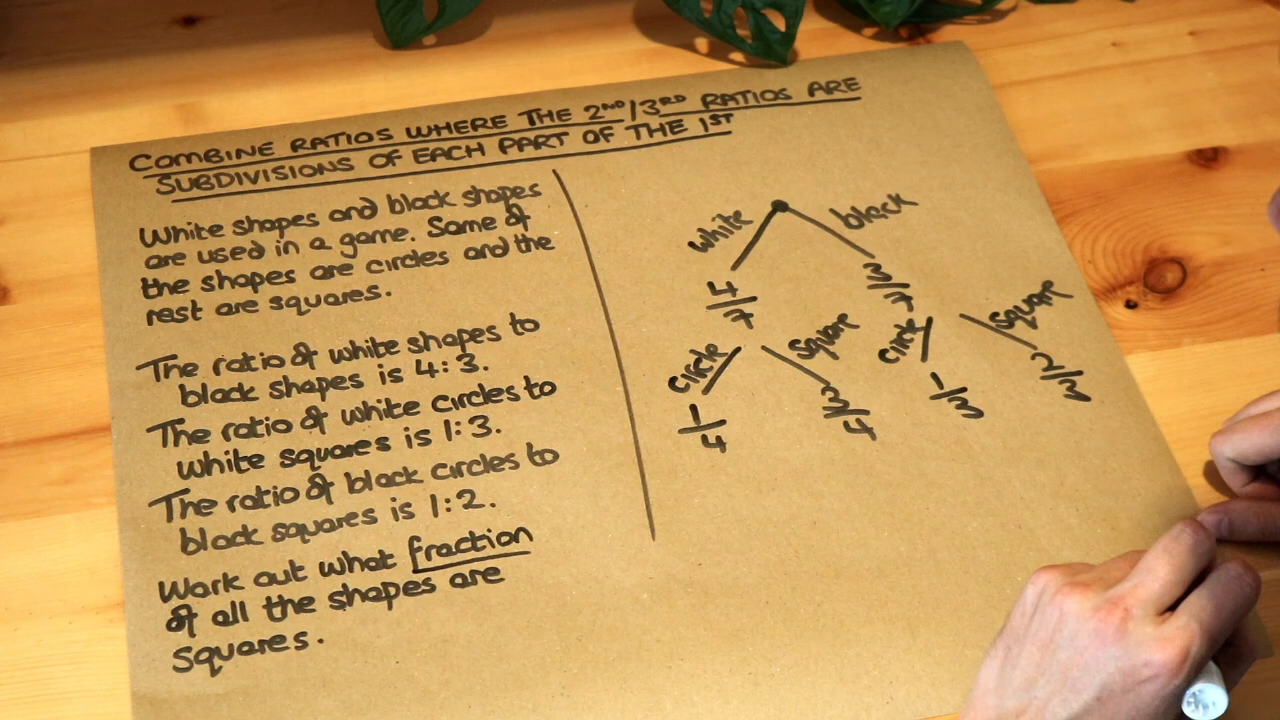 COMBINE RATIOS WHERE THE 2ND/3RD RATIOS ARE
SUBDIVISIONS OF EACH PART OF THE 1ST
White shapes and black shapes
are used in a game. Some of
the shapes are circles and the
rest are squares.
The ratio of white shapes to
black shapes is 4:3.
The ratio of white circles to
white squares is 1:3.
The ratio of black circles to
black squares is 1:2.
Work out what fraction
of all the shapes are
squares.
white black
4/7 3/7
circle square circle square
1/4 3/4 1/3 2/3